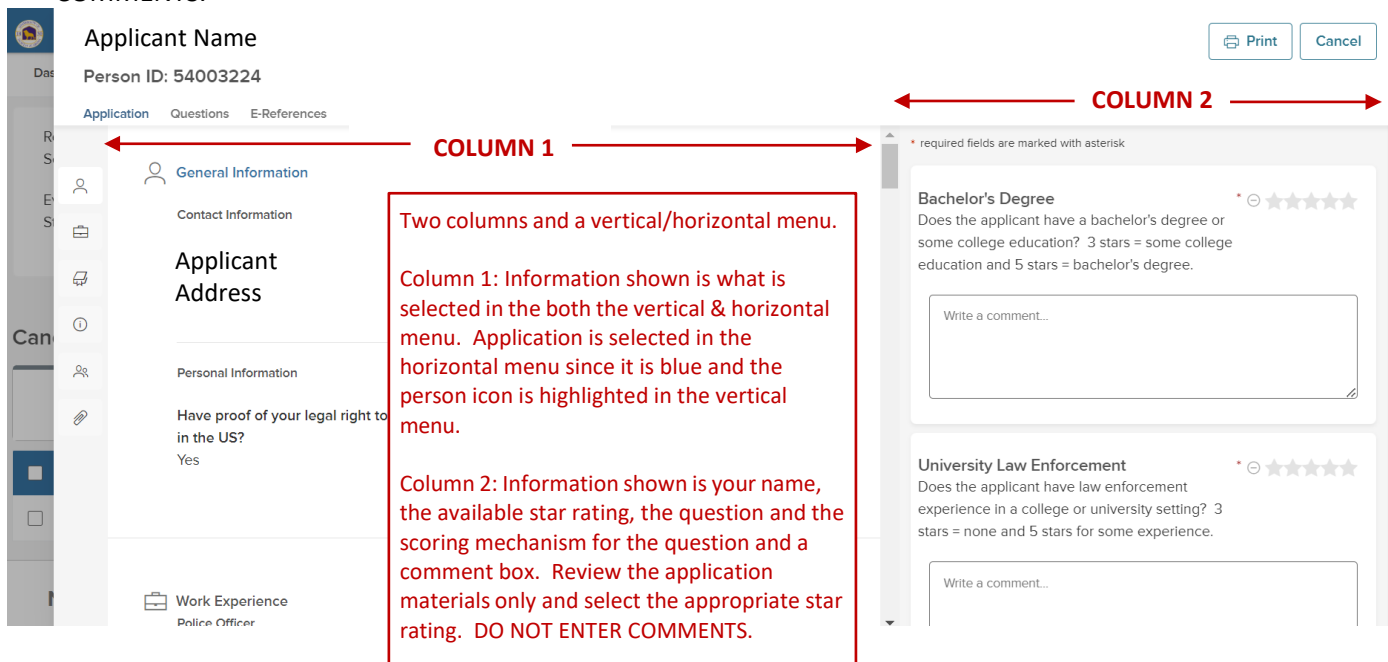 Applicant Name
Print
Cancel
Das
Person ID: 54003224
COLUMN 2
Application Questions E-References
COLUMN 1
* required fields are marked with asterisk
General Information
Contact Information
Applicant
Address
Personal Information
Have proof of your legal right to
in the US?
Yes
Work Experience
Police Officer
Can
Two columns and a vertical/horizontal menu.
Column 1: Information shown is what is
selected in the both the vertical & horizontal
menu. Application is selected in the
horizontal menu since it is blue and the
person icon is highlighted in the vertical
menu.
Column 2: Information shown is your name,
the available star rating, the question and the
scoring mechanism for the question and a
comment box. Review the application
materials only and select the appropriate star
rating. DO NOT ENTER COMMENTS.
Bachelor's Degree *
Does the applicant have a bachelor's degree or
some college education? 3 stars = some college
education and 5 stars = bachelor's degree.
Write a comment...
University Law Enforcement *
Does the applicant have law enforcement
experience in a college or university setting? 3
stars = none and 5 stars for some experience.
Write a comment...